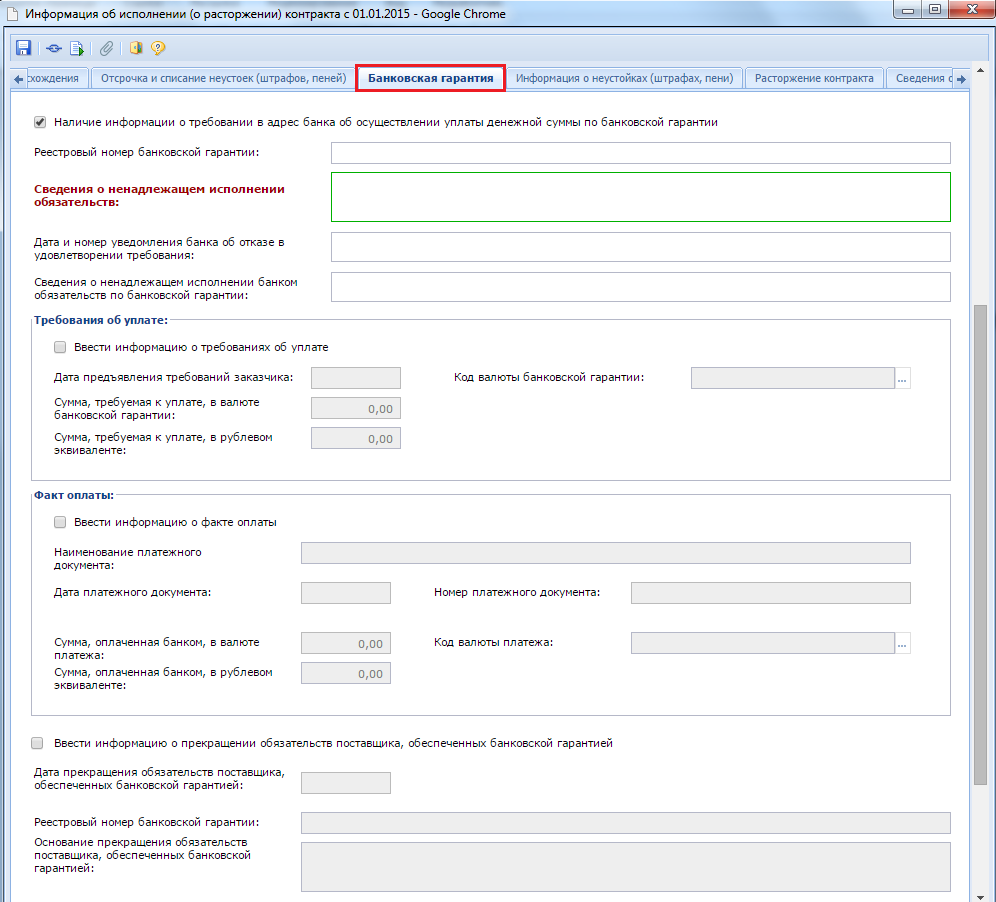 Информация об исполнении (о расторжении) контракта с 01.01.2015 - Google Chrome
схождения
Отсрочка и списание неустоек (штрафов, пеней)
Банковская гарантия
Информация о неустойках (штрафах, пени)
Расторжение контракта
Сведения о
Наличие информации о требовании в адрес банка об осуществлении уплаты денежной суммы по банковской гарантии
Реестровый номер банковской гарантии:
Сведения о ненадлежащем исполнении
обязательств:
Дата и номер уведомления банка об отказе в
удовлетворении требования:
Сведения о ненадлежащем исполнении банком
обязательств по банковской гарантии:
Требования об уплате:
Ввести информацию о требованиях об уплате
Дата предъявления требований заказчика:
Код валюты банковской гарантии:
...
Сумма, требуемая к уплате, в валюте
банковской гарантии:
0,00
Сумма, требуемая к уплате, в рублевом
эквиваленте:
0,00
Факт оплаты:
Ввести информацию о факте оплаты
Наименование платежного
документа:
Дата платежного документа:
Номер платежного документа:
Сумма, оплаченная банком, в валюте
платежа:
0,00
Код валюты платежа:
...
Сумма, оплаченная банком, в рублевом
эквиваленте:
0,00
Ввести информацию о прекращении обязательств поставщика, обеспеченных банковской гарантией
Дата прекращения обязательств поставщика,
обеспеченных банковской гарантией:
Реестровый номер банковской гарантии:
Основание прекращения обязательств
поставщика, обеспеченных банковской
гарантией: